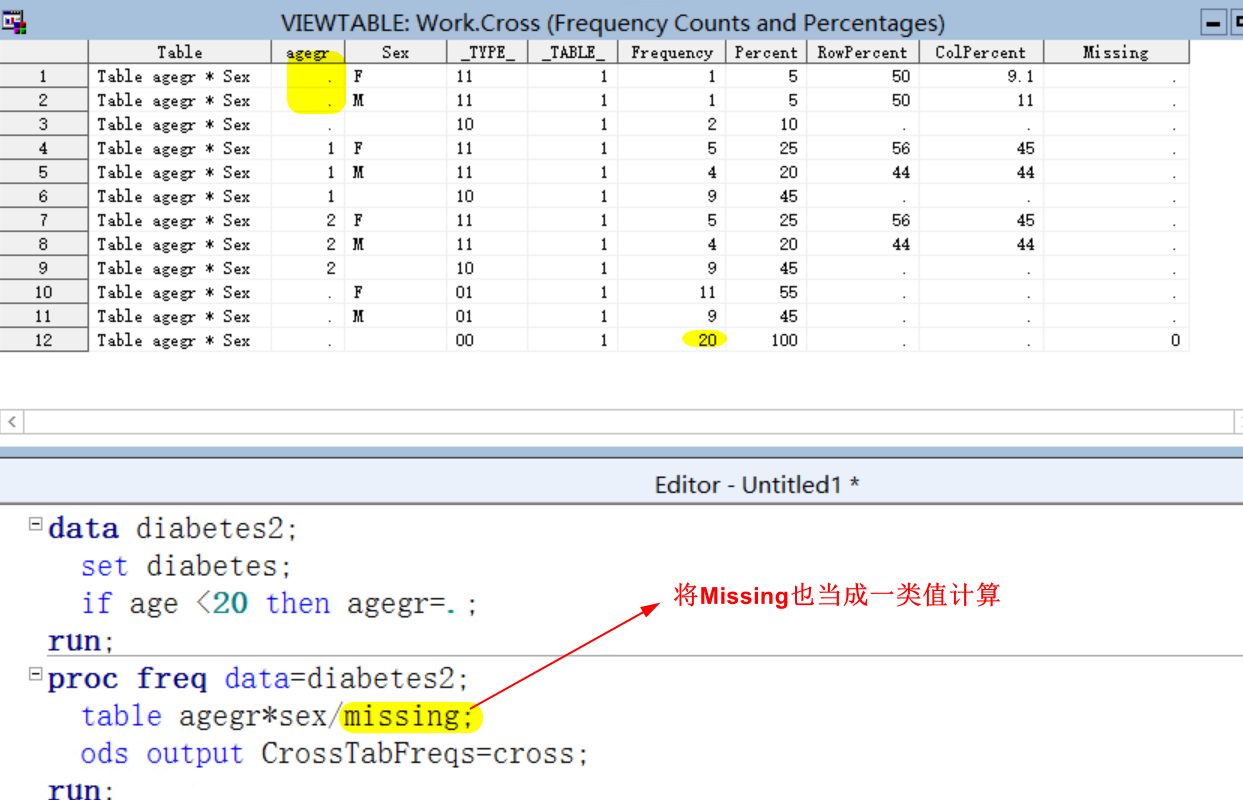 VIEWTABLE: Work.Cross (Frequency Counts and Percentages)
Table agegr Sex _TYPE_ _TABLE_ Frequency Percent RowPercent ColPercent Missing
1 Table agegr * Sex . F 11 1 1 5 50 9.1 .
2 Table agegr * Sex . M 11 1 1 5 50 11 .
3 Table agegr * Sex . 10 1 2 10 . . .
4 Table agegr * Sex 1 F 11 1 5 25 56 45 .
5 Table agegr * Sex 1 M 11 1 4 20 44 44 .
6 Table agegr * Sex 1 10 1 9 45 . . .
7 Table agegr * Sex 2 F 11 1 5 25 56 45 .
8 Table agegr * Sex 2 M 11 1 4 20 44 44 .
9 Table agegr * Sex 2 10 1 9 45 . . .
10 Table agegr * Sex . F 01 1 11 55 . . .
11 Table agegr * Sex . M 01 1 9 45 . . .
12 Table agegr * Sex . 00 1 20 100 . . 0
Editor - Untitled1 *
data diabetes2;
set diabetes;
if age <20 then agegr=. ;
将Missing也当成一类值计算
run;
proc freq data=diabetes2;
table agegr*sex/missing;
ods output CrossTabFreqs=cross;
run;